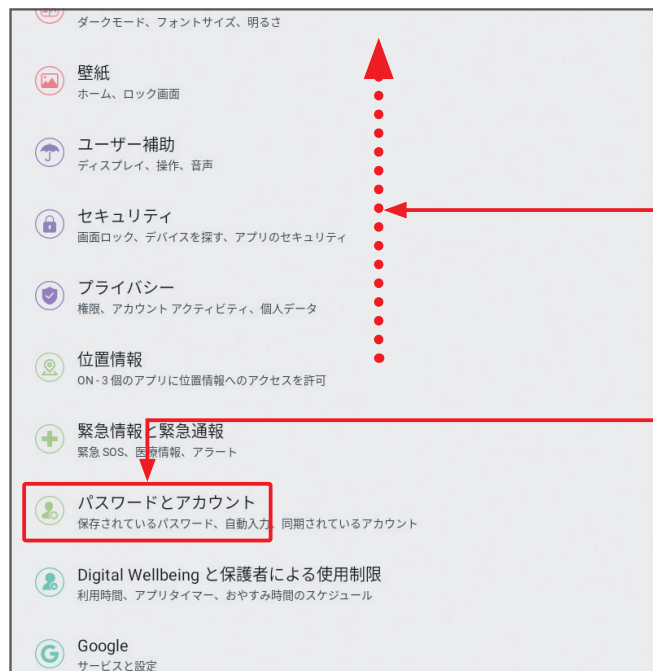 ダークモード、フォントサイズ、明るさ
壁紙
ホーム、ロック画面
ユーザー補助
ディスプレイ、操作、音声
セキュリティ
画面ロック、デバイスを探す、アプリのセキュリティ
プライバシー
権限、アカウント アクティビティ、個人データ
位置情報
ON - 3 個のアプリに位置情報へのアクセスを許可
緊急情報と緊急通報
緊急 SOS、医療情報、アラート
パスワードとアカウント
保存されているパスワード、自動入力、同期されているアカウント
Digital Wellbeing と保護者による使用制限
利用時間、アプリタイマー、おやすみ時間のスケジュール
Google
サービスと設定